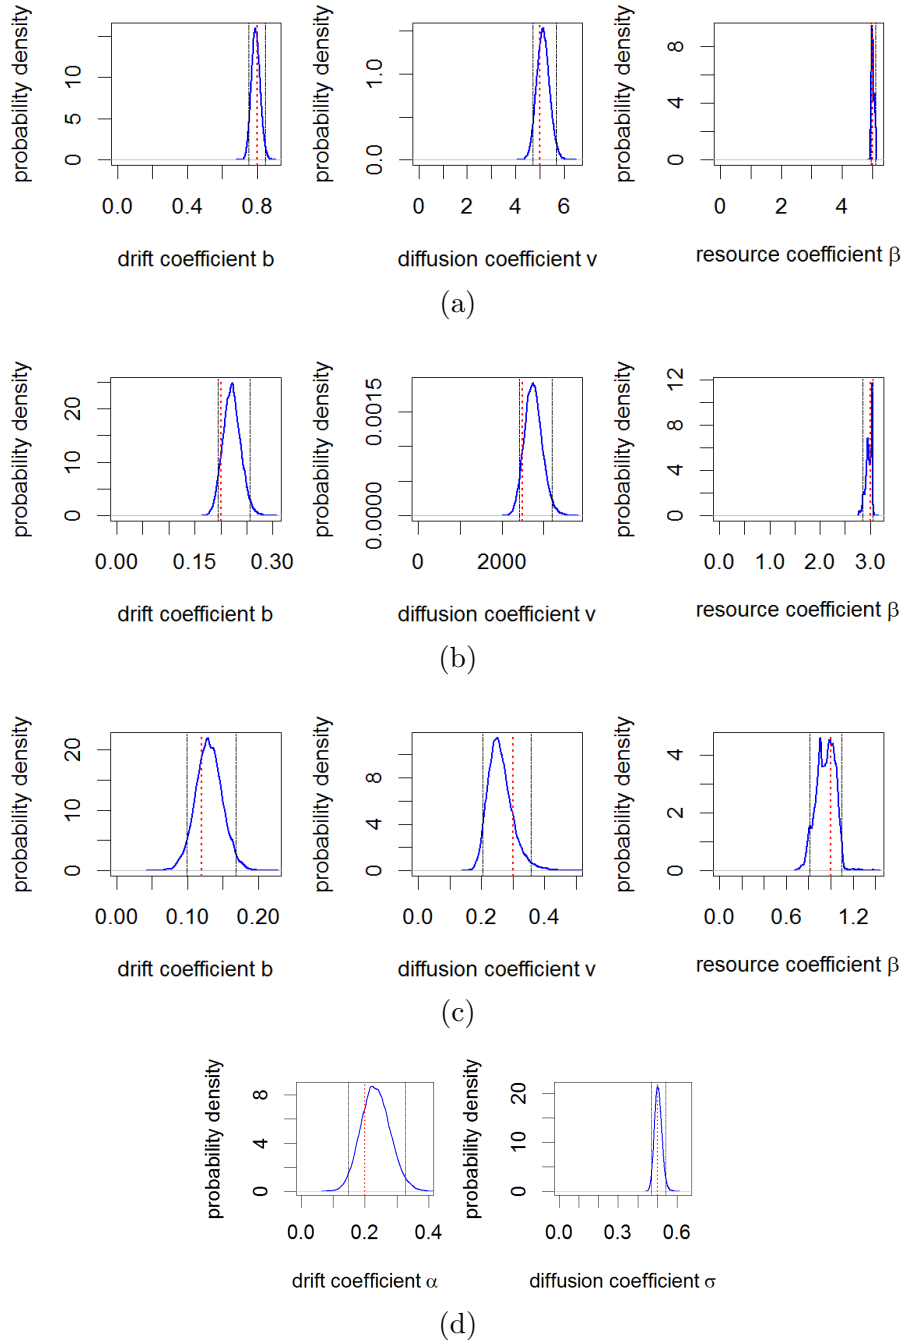 probability density
15
5
0
0.0
0.4
0.8
drift coefficient b
probability density
1.0
0.0
0
2
4
6
diffusion coefficient v
probability density
8
4
0
0
2
4
resource coefficient β
(a)
probability density
20
10
0
0.00
0.15
0.30
drift coefficient b
probability density
0.0015
0.0000
0
2000
diffusion coefficient v
probability density
12
8
4
0
0.0
1.0
2.0
3.0
resource coefficient β
(b)
probability density
20
10
0
0.00
0.10
0.20
drift coefficient b
probability density
8
4
0
0.0
0.2
0.4
diffusion coefficient v
probability density
4
2
0
0.0
0.6
1.2
resource coefficient β
(c)
probability density
8
4
0
0.0
0.2
0.4
drift coefficient α
probability density
20
10
0
0.0
0.3
0.6
diffusion coefficient σ
(d)